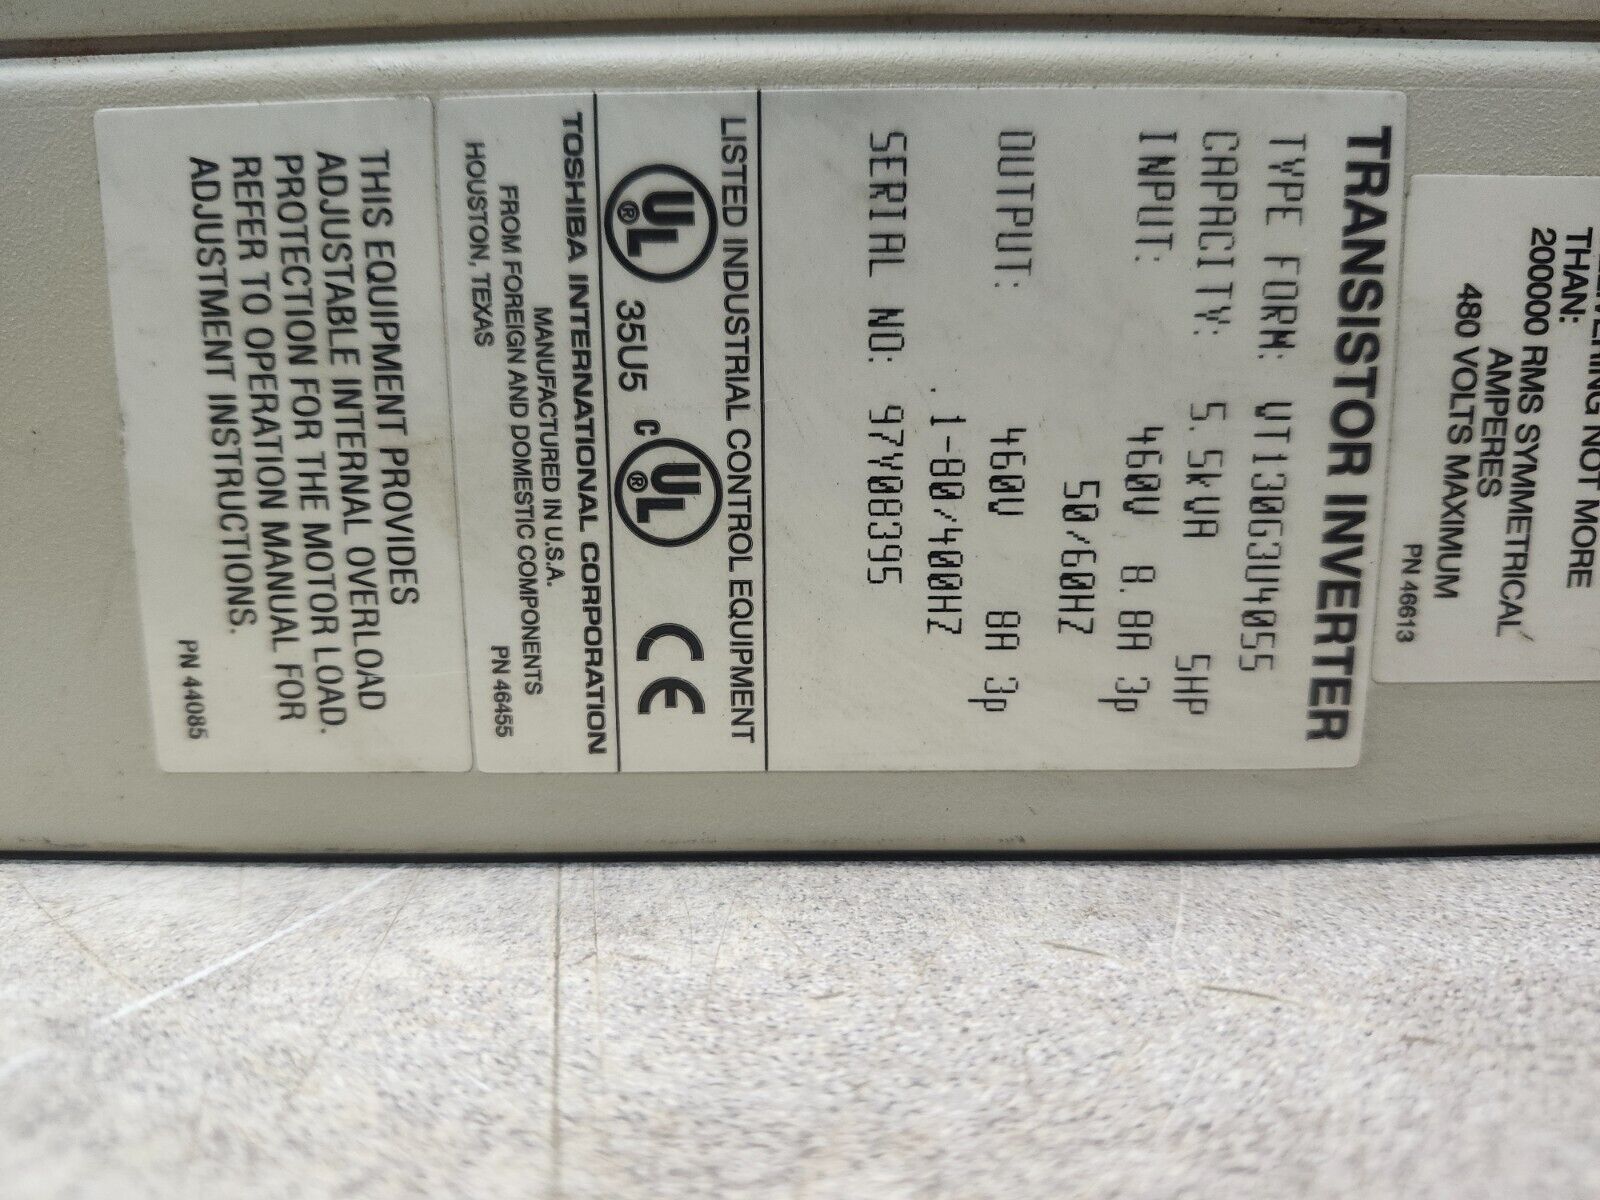 THAN:
200000 RMS SYMMETRICAL
AMPERES
480 VOLTS MAXIMUM
PN 46613
TRANSISTOR INVERTER
TYPE FORM: VT130G3U4055
CAPACITY: 5.5kVA 5HP
INPUT: 460V 8.8A 3p
50/60HZ
OUTPUT: 460V 8A 3p
.1-80/400HZ
SERIAL NO: 97Y08395
LISTED INDUSTRIAL CONTROL EQUIPMENT
UL ® 35U5 C UL ® CE
TOSHIBA INTERNATIONAL CORPORATION
MANUFACTURED IN U.S.A.
FROM FOREIGN AND DOMESTIC COMPONENTS
HOUSTON, TEXAS PN 46455
THIS EQUIPMENT PROVIDES
ADJUSTABLE INTERNAL OVERLOAD
PROTECTION FOR THE MOTOR LOAD.
REFER TO OPERATION MANUAL FOR
ADJUSTMENT INSTRUCTIONS.
PN 44085